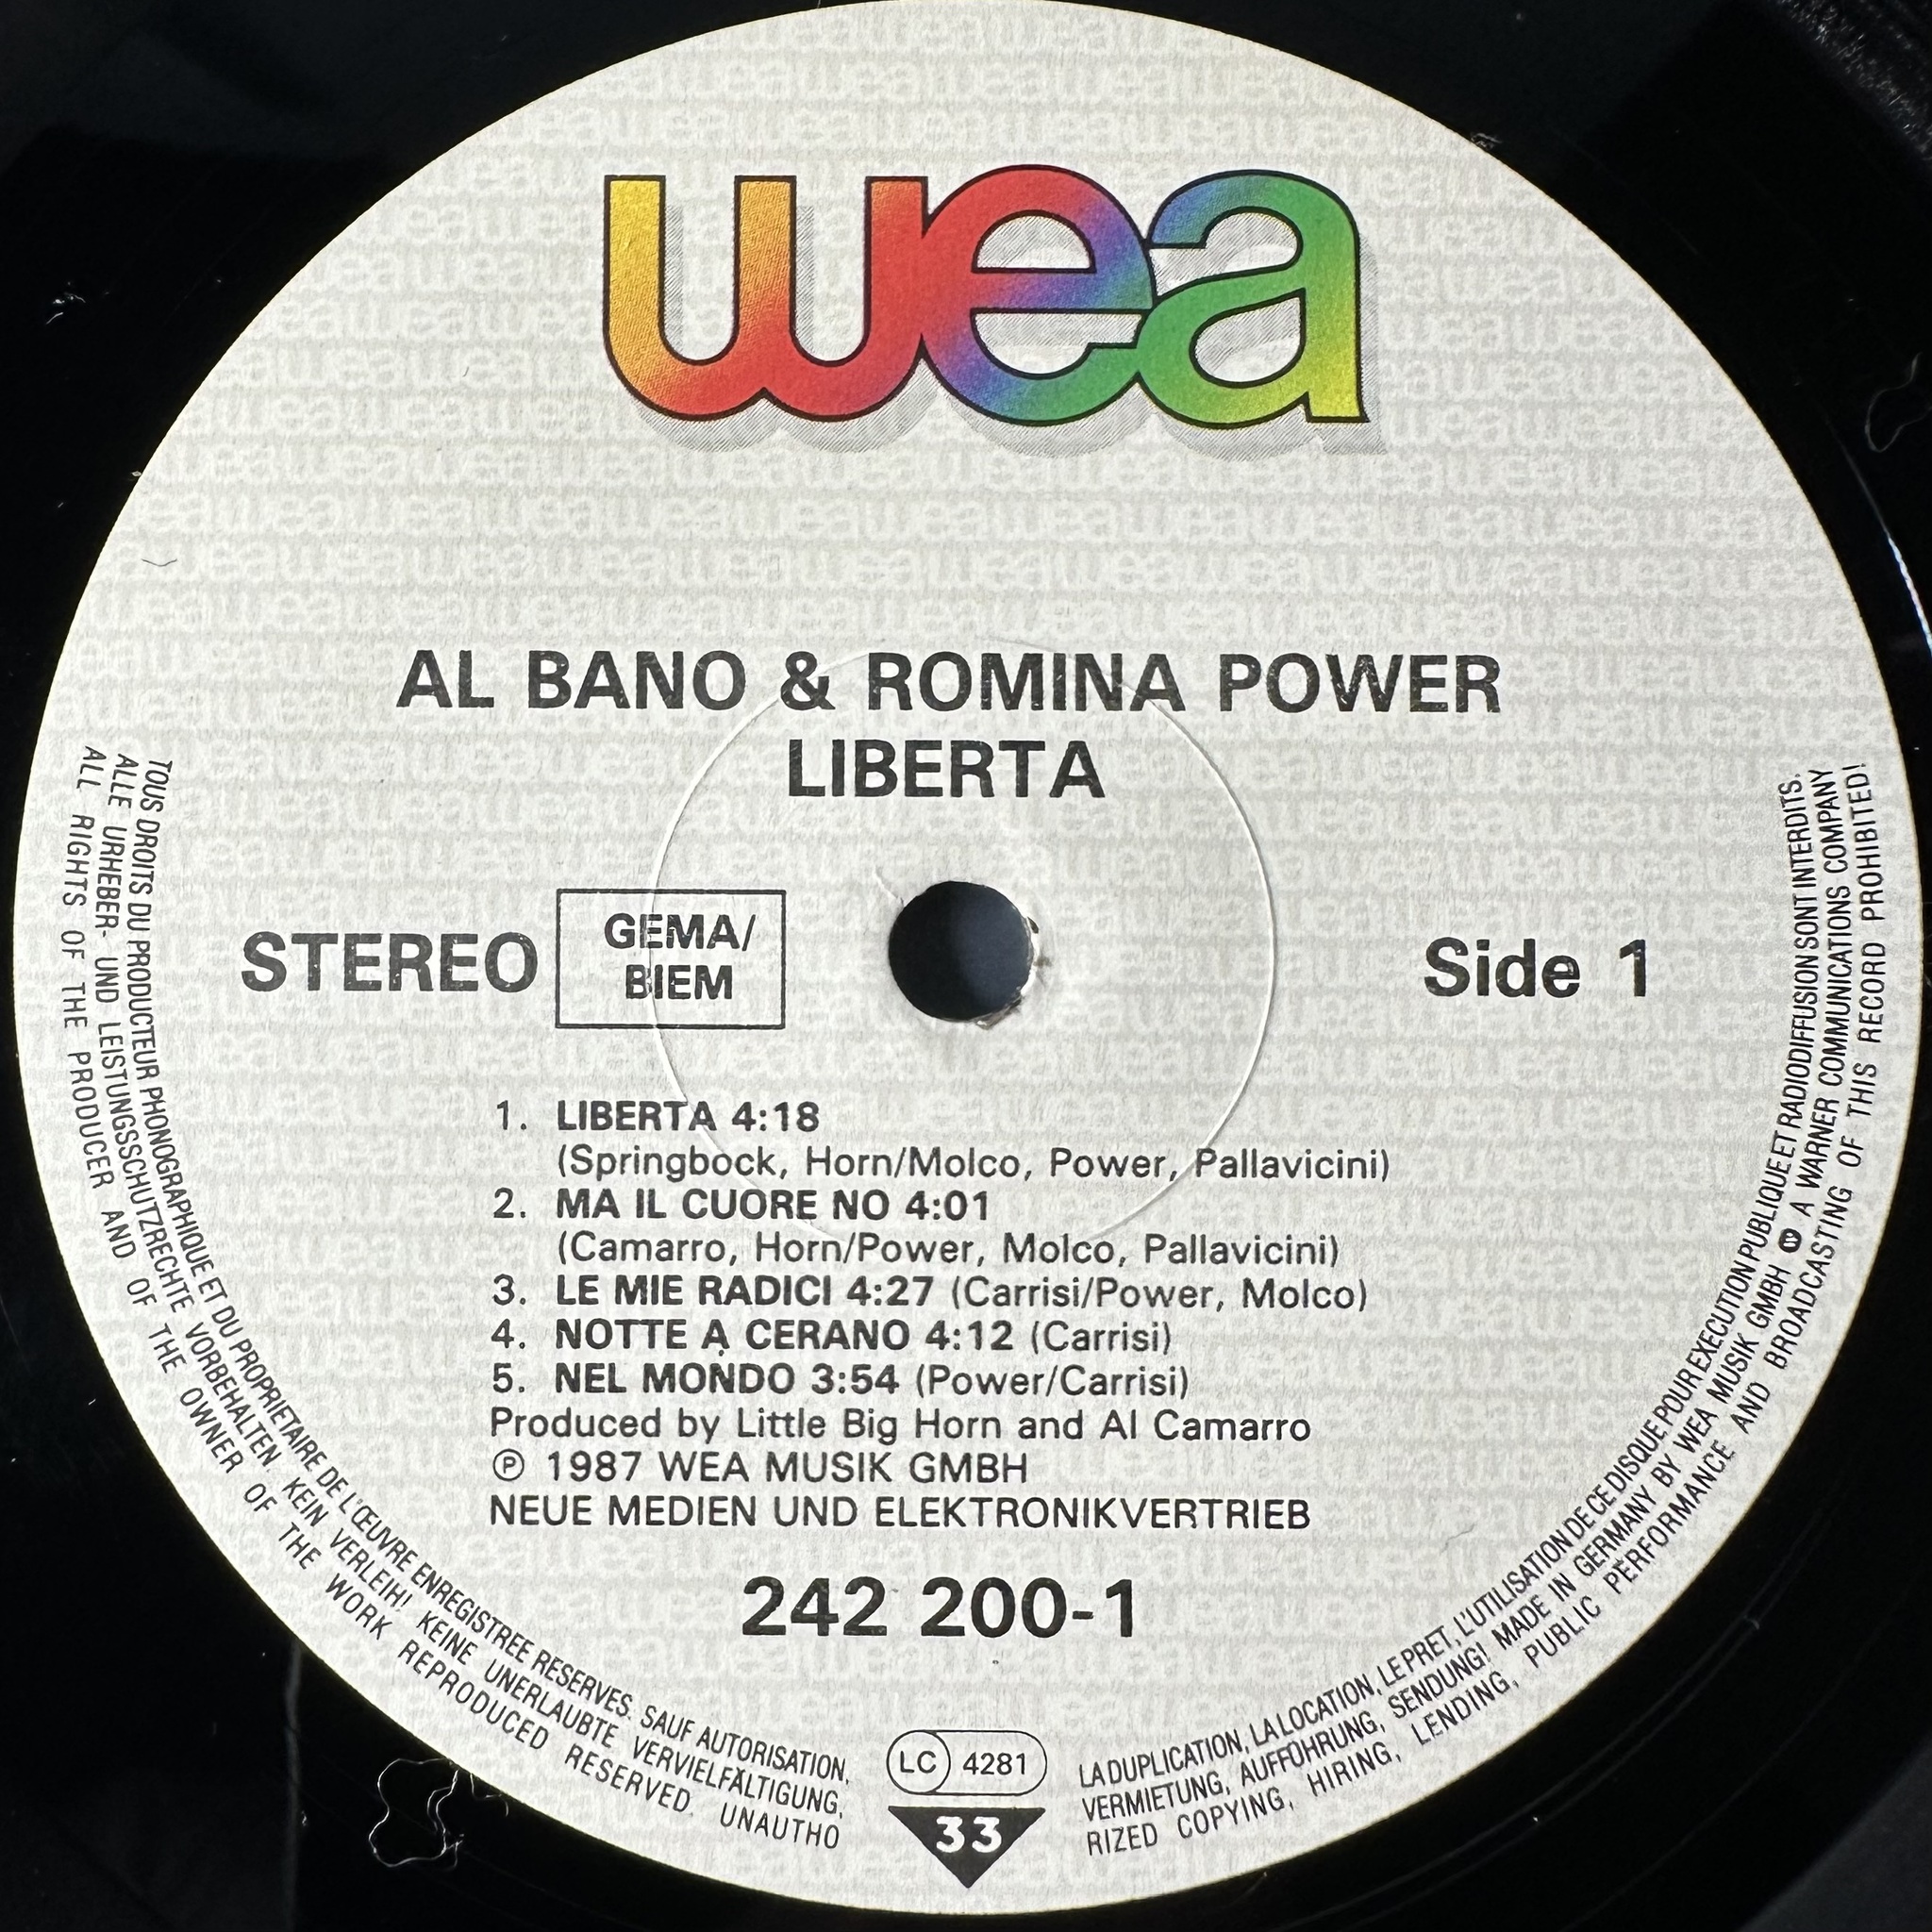 wea
AL BANO & ROMINA POWER
LIBERTA
STEREO
GEMA/
BIEM
Side 1
1. LIBERTA 4:18
(Springbock, Horn/Molco, Power, Pallavicini)
2. MA IL CUORE NO 4:01
(Camarro, Horn/Power, Molco, Pallavicini)
3. LE MIE RADICI 4:27 (Carrisi/Power, Molco)
4. NOTTE A CERANO 4:12 (Carrisi)
5. NEL MONDO 3:54 (Power/Carrisi)
Produced by Little Big Horn and Al Camarro
℗ 1987 WEA MUSIK GMBH
NEUE MEDIEN UND ELEKTRONIKVERTRIEB
242 200-1
LC 4281
33
TOUS DROITS DU PRODUCTEUR PHONOGRAPHIQUE ET DU PROPRIETAIRE DE L'ŒUVRE ENREGISTREE RESERVES. SAUF AUTORISATION, LA DUPLICATION, LA LOCATION, LE PRET, L'UTILISATION DE CE DISQUE POUR EXECUTION PUBLIQUE ET RADIODIFFUSION SONT INTERDITS.
ALLE URHEBER- UND LEISTUNGSSCHUTZRECHTE VORBEHALTEN. KEIN VERLEIH! KEINE UNERLAUBTE VERVIELFÄLTIGUNG, VERMIETUNG, AUFFÜHRUNG, SENDUNG! MADE IN GERMANY BY WEA MUSIK GMBH A WARNER COMMUNICATIONS COMPANY
ALL RIGHTS OF THE PRODUCER AND OF THE OWNER OF THE WORK REPRODUCED RESERVED. UNAUTHORIZED COPYING, HIRING, LENDING, PUBLIC PERFORMANCE AND BROADCASTING OF THIS RECORD PROHIBITED!